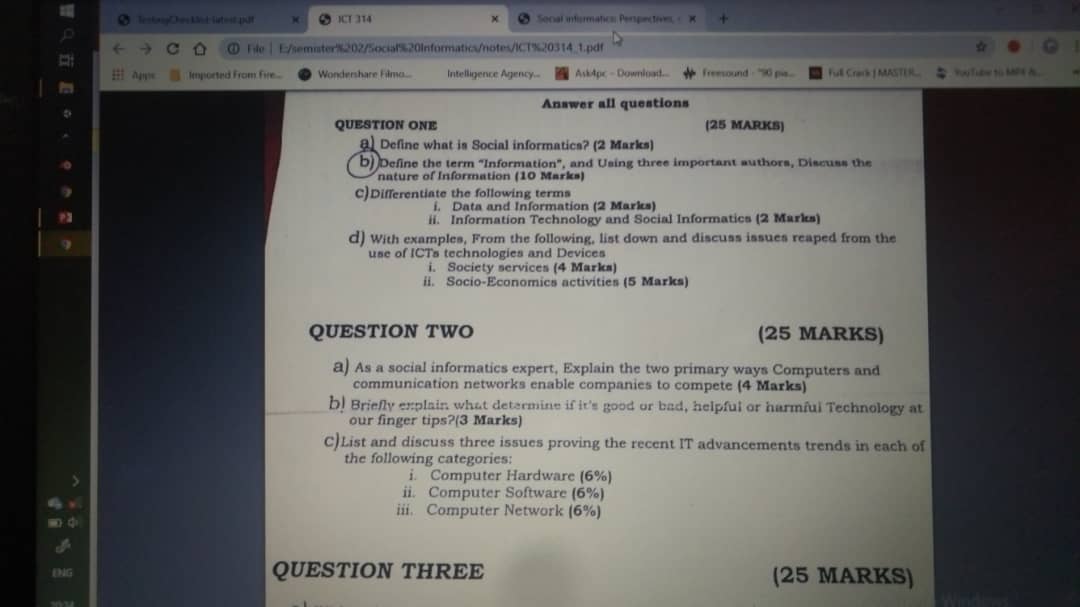 TestingChecklist-latest.pdf
ICT 314
Social informatics: Perspectives,
File | E:/semister%202/Social%20Informatics/notes/ICT%20314_1.pdf
Apps
Imported From Fire...
Wondershare Filmo...
Intelligence Agency...
Ask4pc - Download...
Freesound - "90 pia...
Full Crack | MASTER...
YouTube to MP4 &...
Answer all questions
QUESTION ONE (25 MARKS)
a) Define what is Social informatics? (2 Marks)
b) Define the term "Information", and Using three important authors, Discuss the
nature of Information (10 Marks)
c) Differentiate the following terms
i. Data and Information (2 Marks)
ii. Information Technology and Social Informatics (2 Marks)
d) With examples, From the following, list down and discuss issues reaped from the
use of ICTs technologies and Devices
i. Society services (4 Marks)
ii. Socio-Economics activities (5 Marks)
QUESTION TWO (25 MARKS)
a) As a social informatics expert, Explain the two primary ways Computers and
communication networks enable companies to compete (4 Marks)
b) Briefly explain what determine if it's good or bad, helpful or harmful Technology at
our finger tips?(3 Marks)
c) List and discuss three issues proving the recent IT advancements trends in each of
the following categories:
i. Computer Hardware (6%)
ii. Computer Software (6%)
iii. Computer Network (6%)
QUESTION THREE (25 MARKS)
ENG